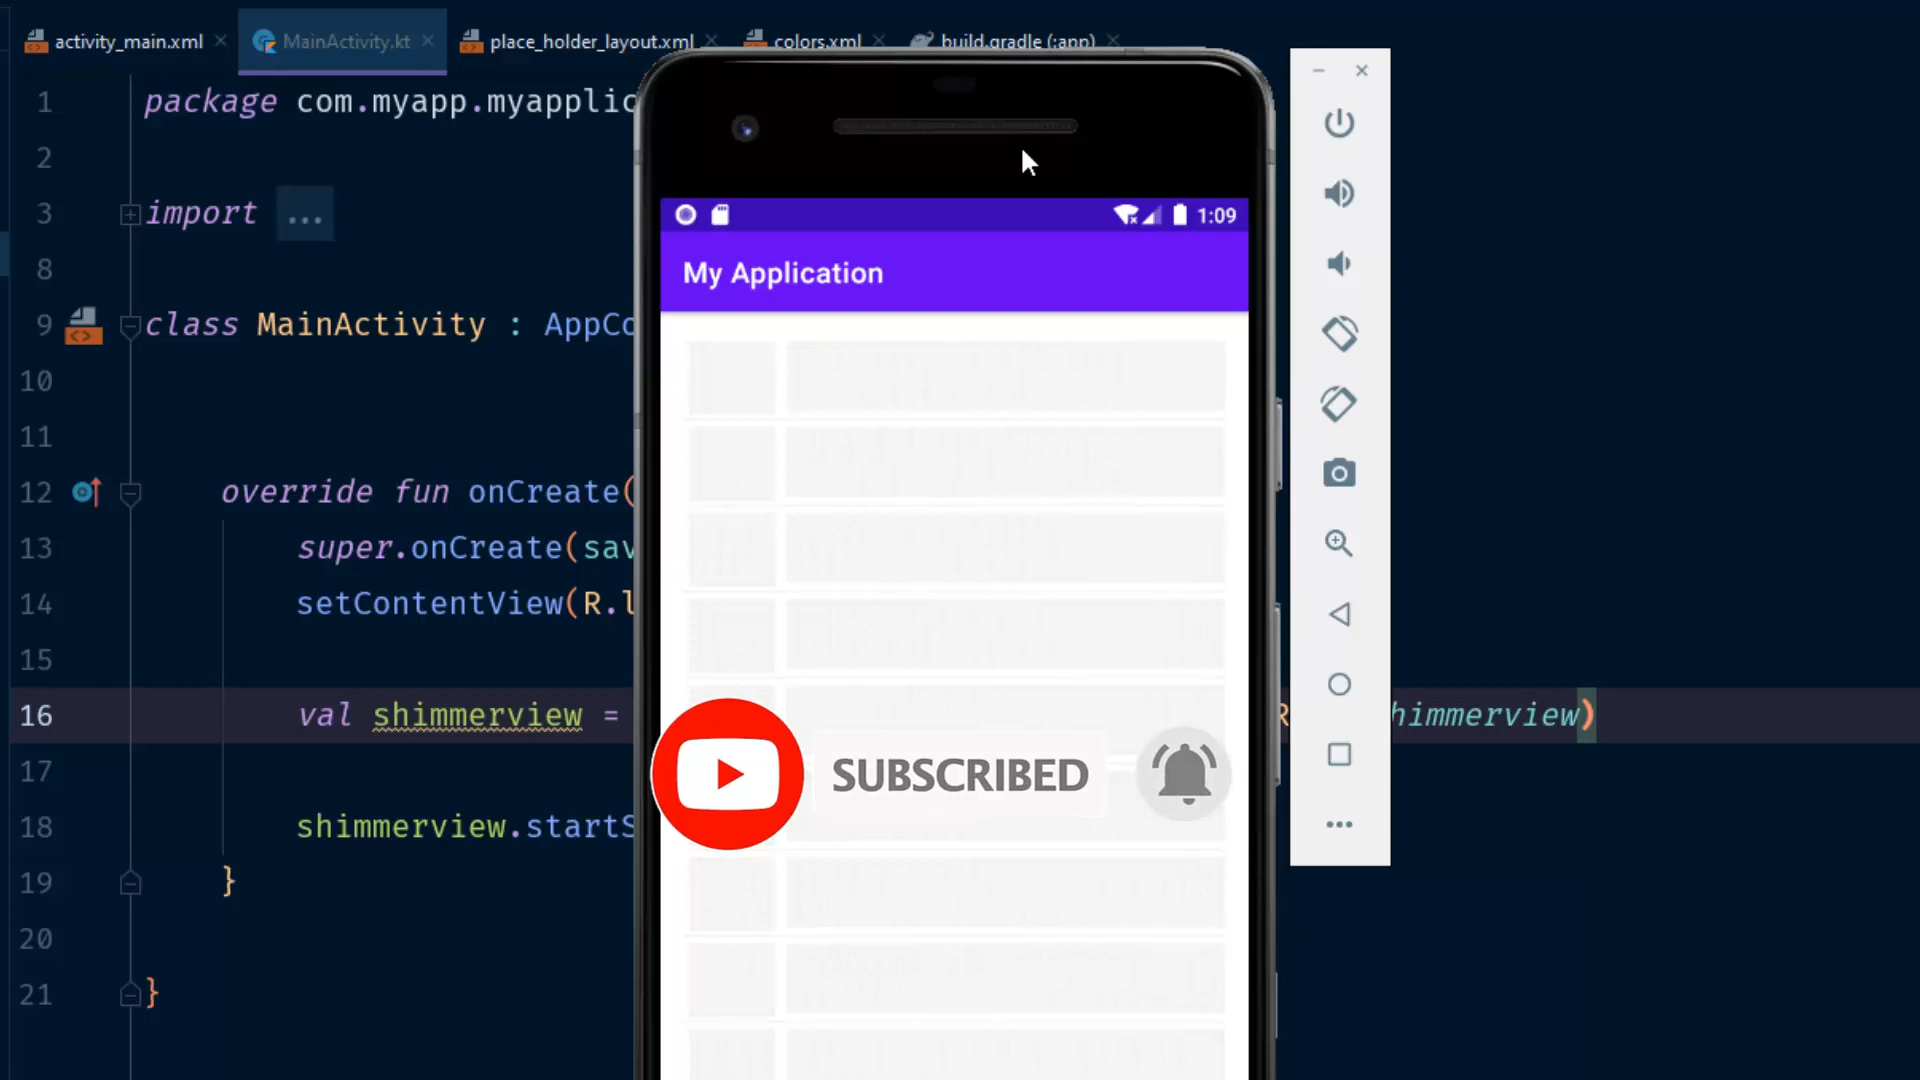 activity_main.xml MainActivity.kt place_holder_layout.xml colors.xml build.gradle (:app)
1 package com.myapp.myapplic
2
3 import ...
8
9 class MainActivity : AppCo
10
11
12 override fun onCreate(
13 super.onCreate(sav
14 setContentView(R.l
15
16 val shimmerview = R himmerview)
17
18 shimmerview.startS
19 }
20
21 }
1:09
My Application
SUBSCRIBED